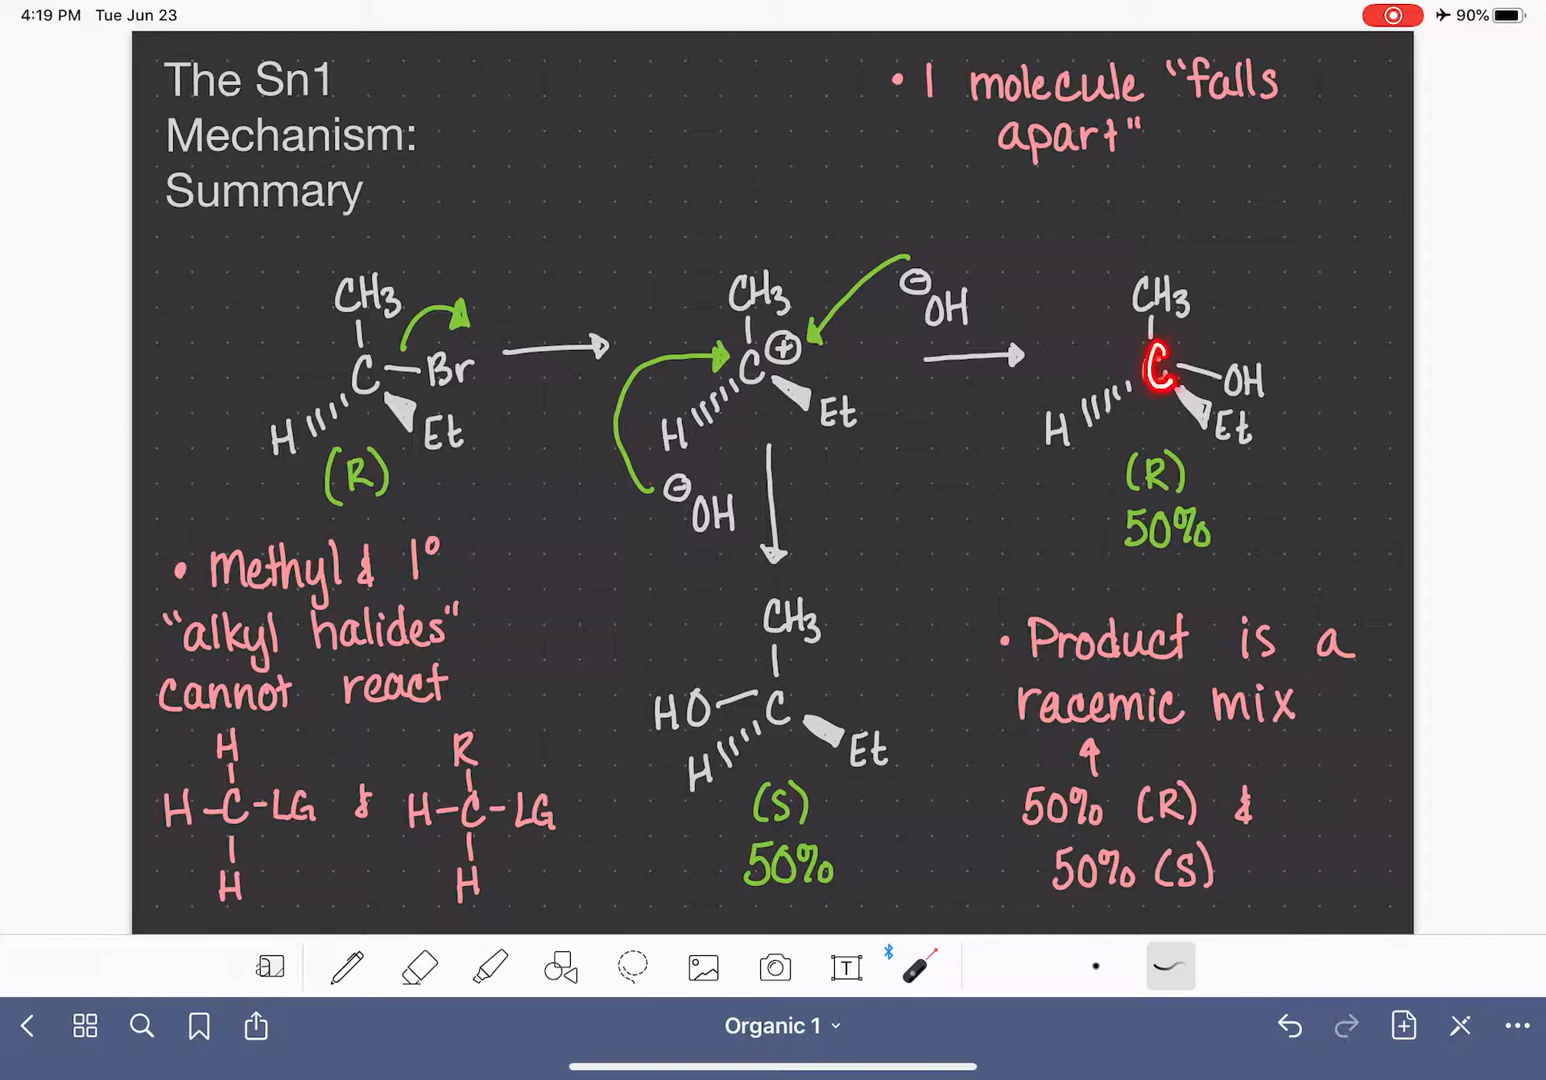 4:19 PM Tue Jun 23
90%
The Sn1
Mechanism:
Summary
• 1 molecule "falls
apart"
CH3
C–Br
H
Et
(R)
CH3
C⊕
H
Et
⊖
OH
⊖
OH
CH3
C
OH
H
Et
(R)
50%
• Methyl & 1°
"alkyl halides"
cannot react
H
H–C–LG
H
&
R
H–C–LG
H
CH3
HO–C
H
Et
(S)
50%
• Product is a
racemic mix
50% (R) &
50% (S)
Organic 1